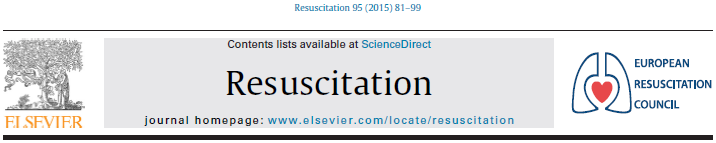 Resuscitation 95 (2015) 81–99
Contents lists available at ScienceDirect
Resuscitation
journal homepage: www.elsevier.com/locate/resuscitation
ELSEVIER
EUROPEAN
RESUSCITATION
COUNCIL